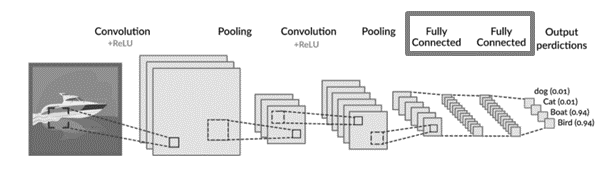 Convolution
+ReLU
Pooling
Convolution
+ReLU
Pooling
Fully
Connected
Fully
Connected
Output
perdictions
dog (0.01)
Cat (0.01)
Boat (0.94)
Bird (0.94)